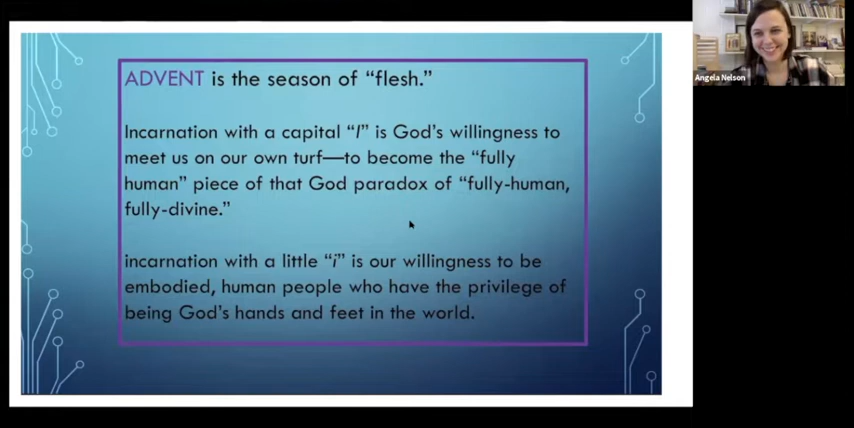 ADVENT is the season of “flesh.”
Incarnation with a capital “I” is God’s willingness to
meet us on our own turf—to become the “fully
human” piece of that God paradox of “fully-human,
fully-divine.”
incarnation with a little “i” is our willingness to be
embodied, human people who have the privilege of
being God’s hands and feet in the world.
Angela Nelson